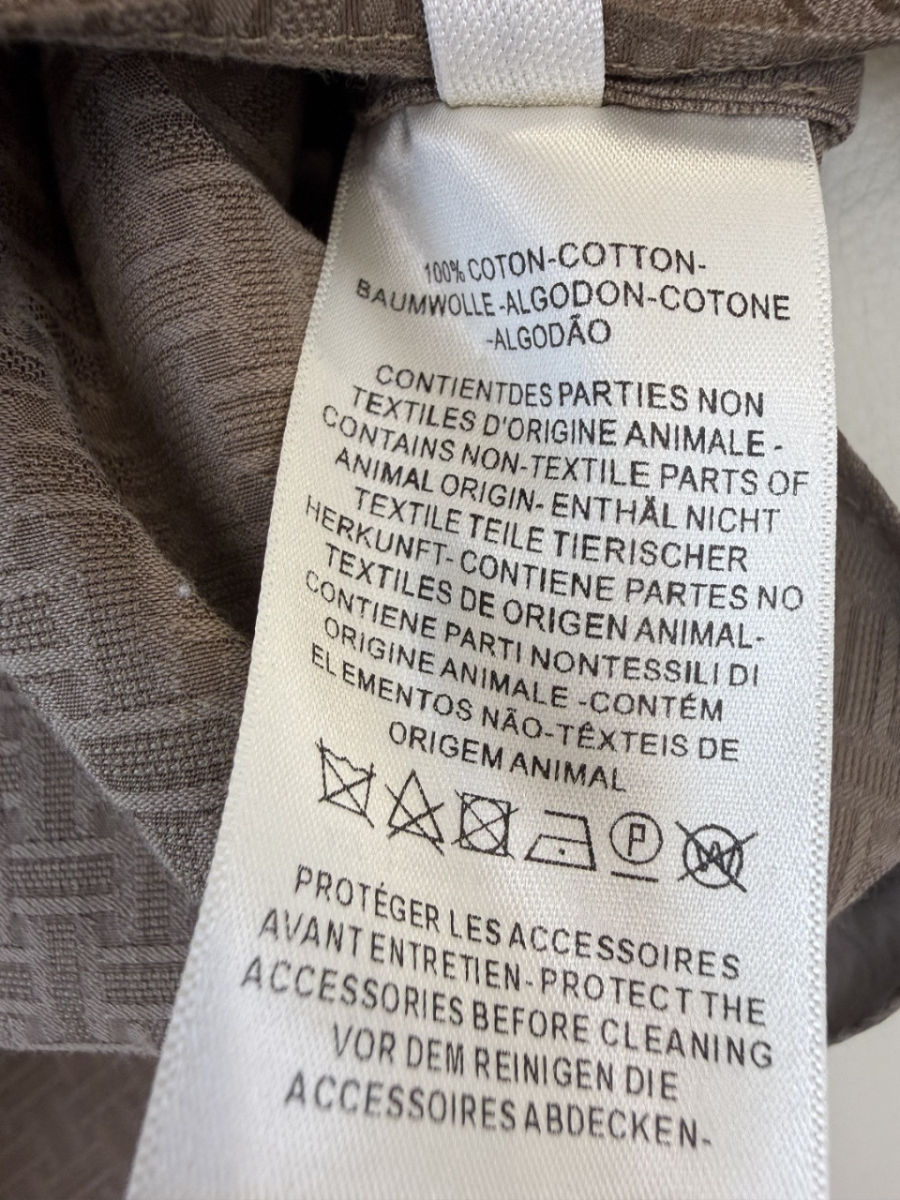 100% COTON-COTTON-
BAUMWOLLE-ALGODON-COTONE
-ALGODÃO
CONTIENTDES PARTIES NON
TEXTILES D'ORIGINE ANIMALE -
CONTAINS NON-TEXTILE PARTS OF
ANIMAL ORIGIN- ENTHÄL NICHT
TEXTILE TEILE TIERISCHER
HERKUNFT- CONTIENE PARTES NO
TEXTILES DE ORIGEN ANIMAL-
CONTIENE PARTI NONTESSILI DI
ORIGINE ANIMALE -CONTÉM
ELEMENTOS NÃO-TÊXTEIS DE
ORIGEM ANIMAL
P W
PROTÉGER LES ACCESSOIRES
AVANT ENTRETIEN- PROTECT THE
ACCESSORIES BEFORE CLEANING
VOR DEM REINIGEN DIE
ACCESSOIRES ABDECKEN-